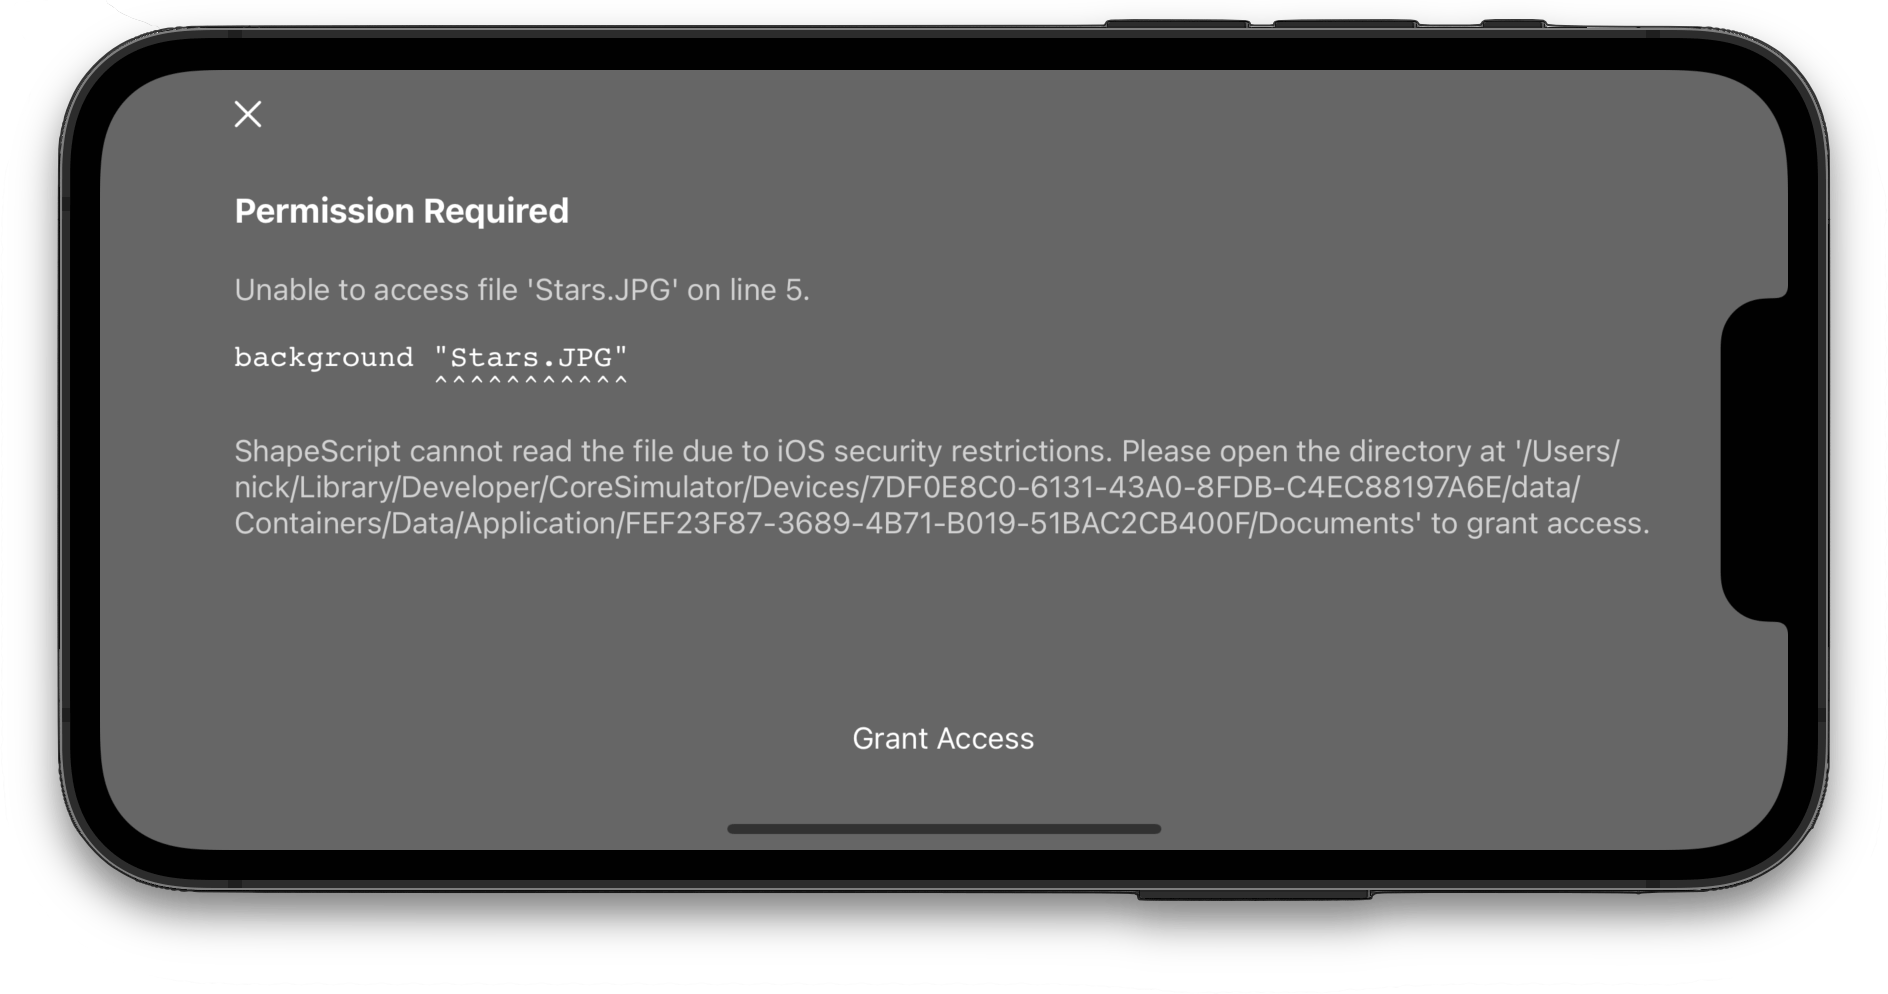 Permission Required
Unable to access file 'Stars.JPG' on line 5.
background "Stars.JPG"
^^^^^^^^^^^
ShapeScript cannot read the file due to iOS security restrictions. Please open the directory at '/Users/
nick/Library/Developer/CoreSimulator/Devices/7DF0E8C0-6131-43A0-8FDB-C4EC88197A6E/data/
Containers/Data/Application/FEF23F87-3689-4B71-B019-51BAC2CB400F/Documents' to grant access.
Grant Access